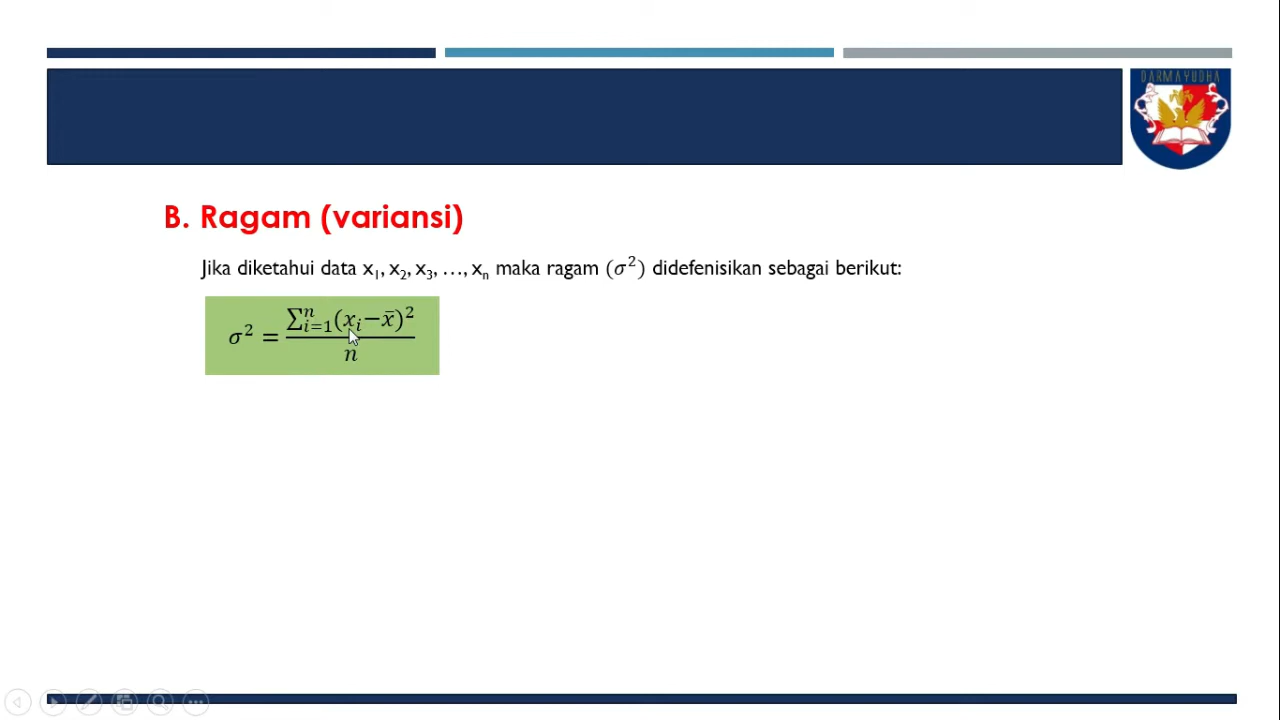 DARMAYUDHA
B. Ragam (variansi)
Jika diketahui data x₁, x₂, x₃, …, xₙ maka ragam (𝜎²) didefenisikan sebagai berikut:
𝜎² = ∑ⁿᵢ₌₁(𝑥ᵢ−x̄)² / 𝑛